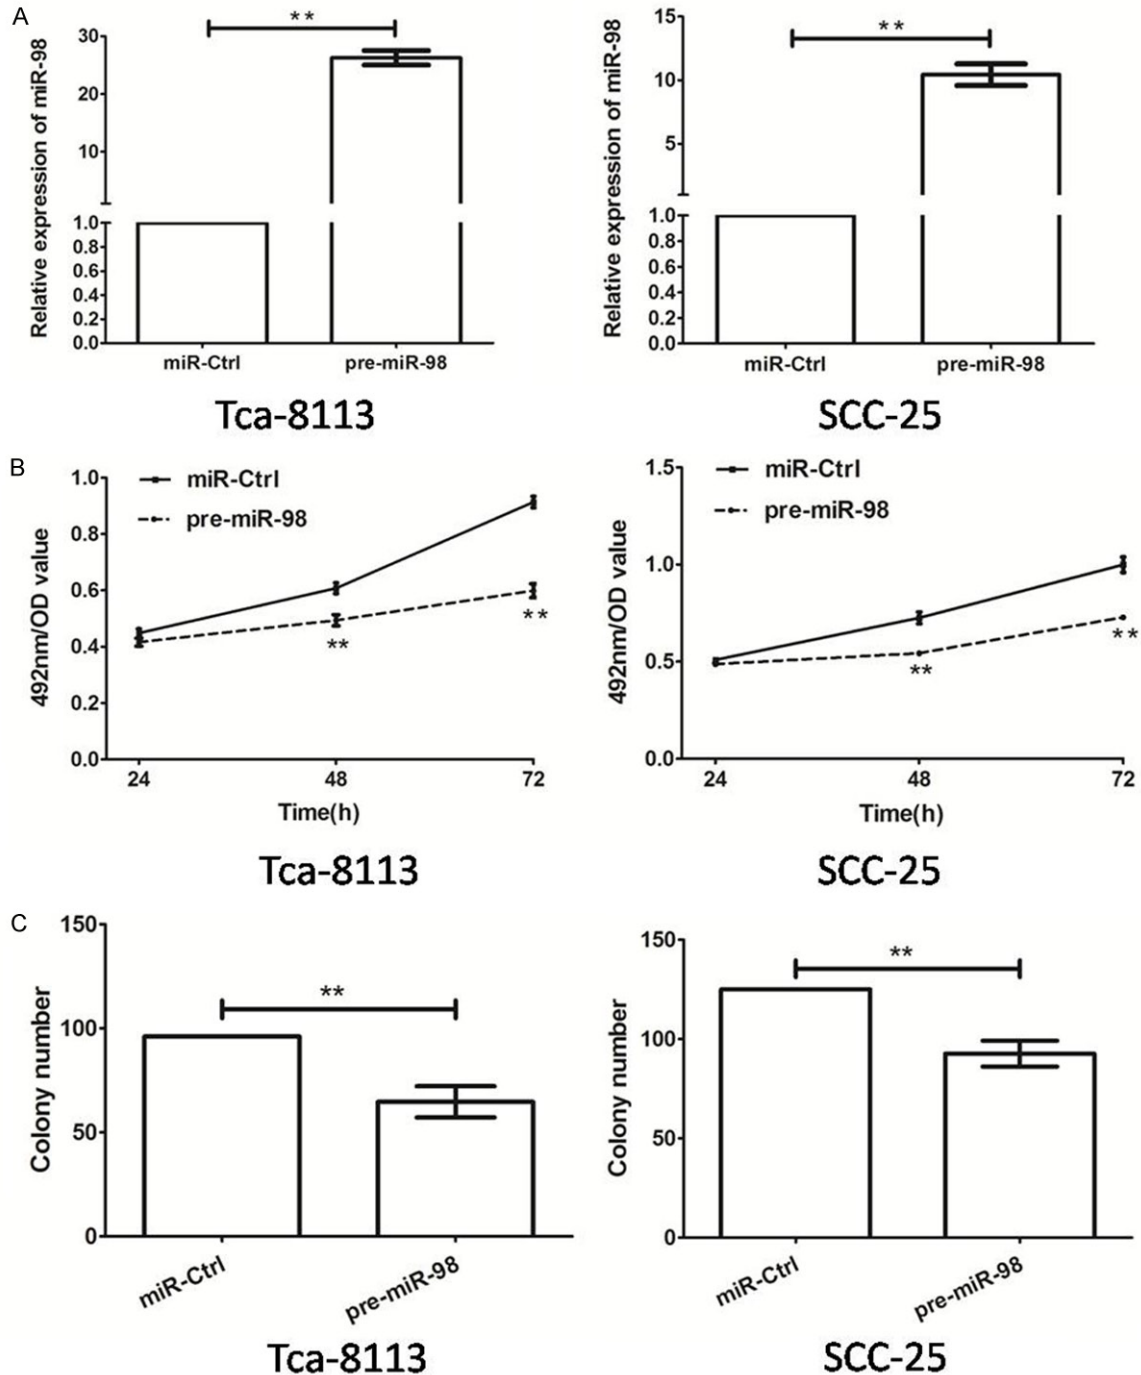 A
**
**
Relative expression of miR-98
30
20
10
1.0
0.8
0.6
0.4
0.2
0.0
miR-Ctrl
pre-miR-98
Tca-8113
Relative expression of miR-98
15
10
5
1.0
0.8
0.6
0.4
0.2
0.0
miR-Ctrl
pre-miR-98
SCC-25
B
miR-Ctrl
pre-miR-98
492nm/OD value
1.0
0.8
0.6
0.4
0.2
0.0
**
**
24
48
72
Time(h)
Tca-8113
miR-Ctrl
pre-miR-98
492nm/OD value
1.5
1.0
0.5
0.0
**
**
24
48
72
Time(h)
SCC-25
C
**
Colony number
150
100
50
0
miR-Ctrl
pre-miR-98
Tca-8113
**
Colony number
150
100
50
0
miR-Ctrl
pre-miR-98
SCC-25